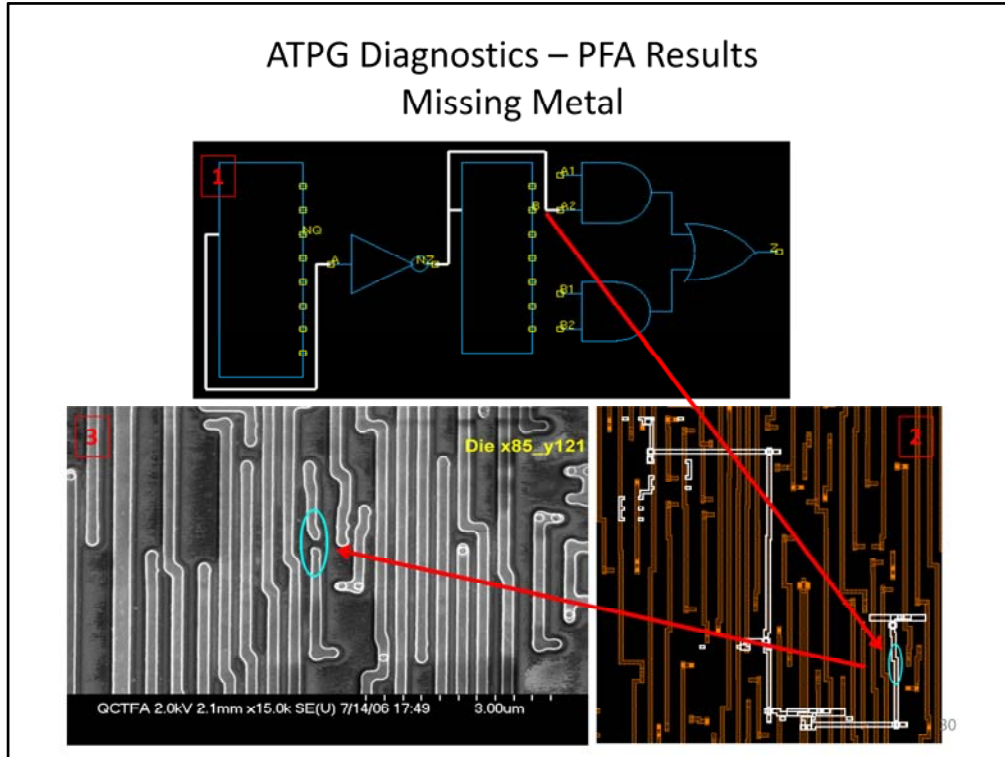 ATPG Diagnostics – PFA Results
Missing Metal
1
NQ
A
NZ
B
A1
A2
B1
B2
Z
3
Die x85_y121
QCTFA 2.0kV 2.1mm x15.0k SE(U) 7/14/06 17:49
3.00um
2
30